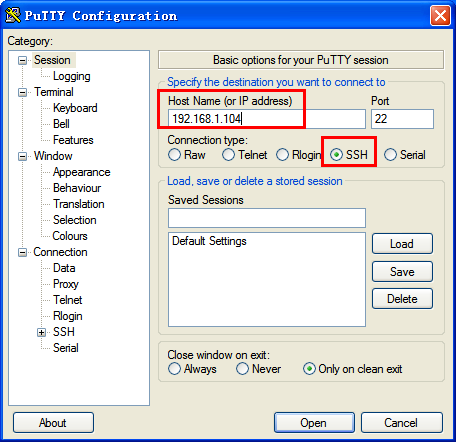 PuTTY Configuration
Category:
Session
Logging
Terminal
Keyboard
Bell
Features
Window
Appearance
Behaviour
Translation
Selection
Colours
Connection
Data
Proxy
Telnet
Rlogin
SSH
Serial
Basic options for your PuTTY session
Specify the destination you want to connect to
Host Name (or IP address) Port
192.168.1.104 22
Connection type:
Raw Telnet Rlogin SSH Serial
Load, save or delete a stored session
Saved Sessions
Default Settings
Load
Save
Delete
Close window on exit:
Always Never Only on clean exit
About Open Cancel